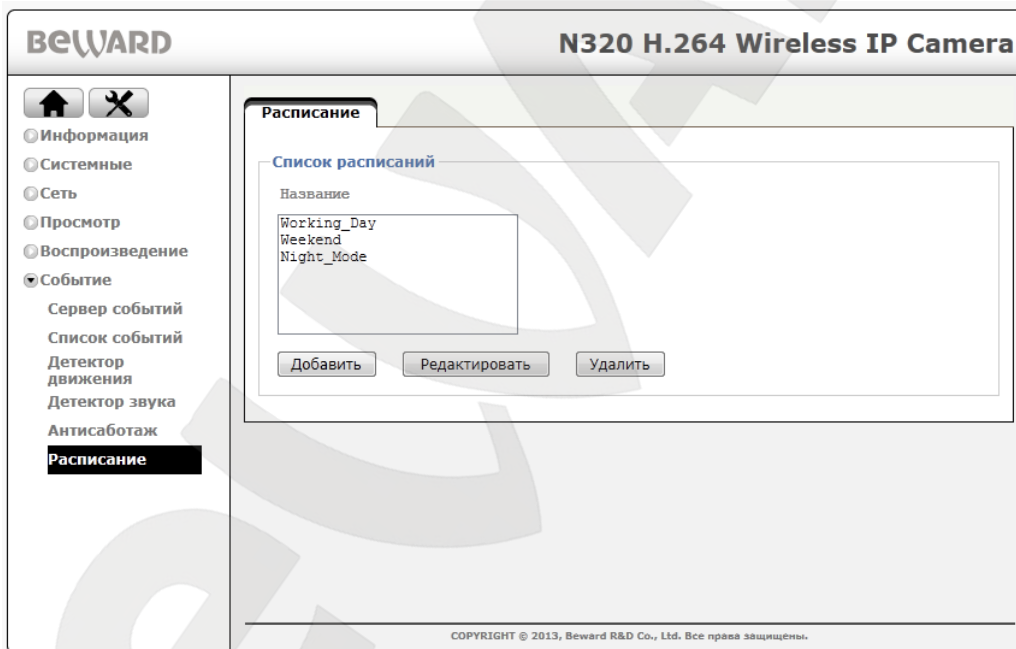 BEWARD
N320 H.264 Wireless IP Camera
Информация
Системные
Сеть
Просмотр
Воспроизведение
Событие
Сервер событий
Список событий
Детектор
движения
Детектор звука
Антисаботаж
Расписание
Расписание
Список расписаний
Название
Working_Day
Weekend
Night_Mode
Добавить
Редактировать
Удалить
COPYRIGHT © 2013, Beward R&D Co., Ltd. Все права защищены.